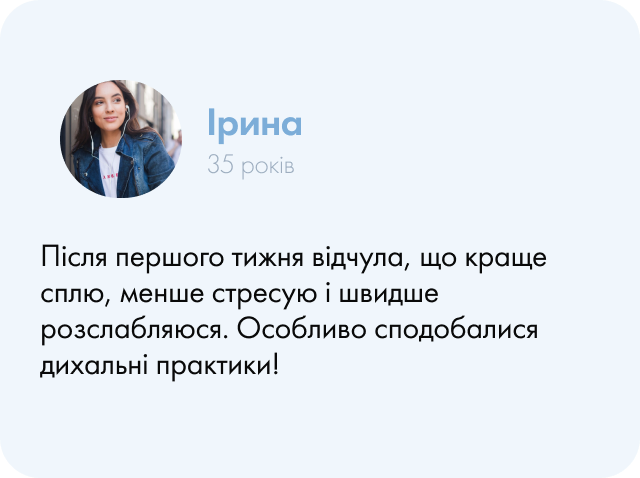 Ірина
35 років
Після першого тижня відчула, що краще
сплю, менше стресую і швидше
розслабляюся. Особливо сподобалися
дихальні практики!